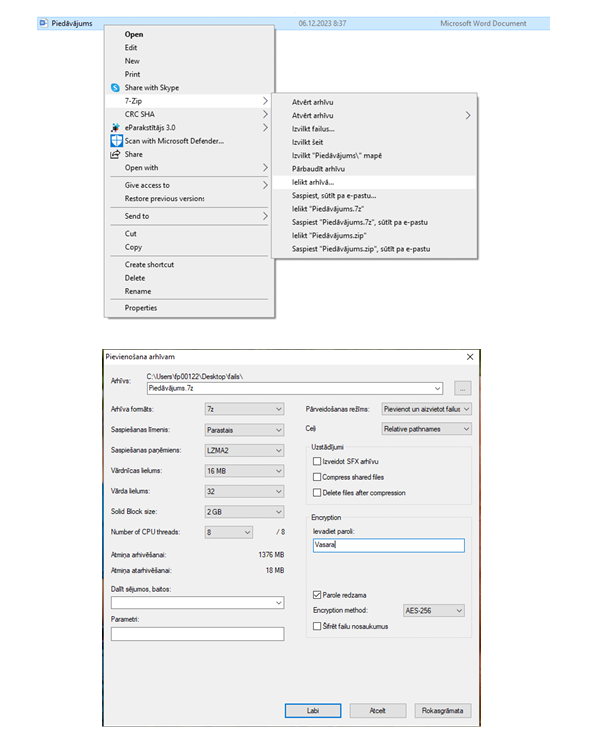 Piedāvājums 06.12.2023 8:37 Microsoft Word Document
Open
Edit
New
Print
Share with Skype
7-Zip
CRC SHA
eParakstītājs 3.0
Scan with Microsoft Defender...
Share
Open with
Give access to
Restore previous versions
Send to
Cut
Copy
Create shortcut
Delete
Rename
Properties
Atvērt arhīvu
Atvērt arhīvu
Izvilkt failus...
Izvilkt šeit
Izvilkt "Piedāvājums\" mapē
Pārbaudīt arhīvu
Ielikt arhīvā...
Saspiest, sūtīt pa e-pastu...
Ielikt "Piedāvājums.7z"
Saspiest "Piedāvājums.7z", sūtīt pa e-pastu
Ielikt "Piedāvājums.zip"
Saspiest "Piedāvājums.zip", sūtīt pa e-pastu
Pievienošana arhīvam
Arhīvs: C:\Users\fp00122\Desktop\fails\
Piedāvājums.7z
...
Arhīva formāts: 7z
Saspiešanas līmenis: Parastais
Saspiešanas paņēmiens: LZMA2
Vārdnīcas lielums: 16 MB
Vārda lielums: 32
Solid Block size: 2 GB
Number of CPU threads: 8 / 8
Atmiņa arhivēšanai: 1376 MB
Atmiņa atarhivēšanai: 18 MB
Dalīt sējumos, baitos:
Parametri:
Pārveidošanas režīms: Pievienot un aizvietot failus
Ceļi Relative pathnames
Uzstādījumi
Izveidot SFX arhīvu
Compress shared files
Delete files after compression
Encryption
Ievadiet paroli:
Vasara
Parole redzama
Encryption method: AES-256
Šifrēt failu nosaukumus
Labi Atcelt Rokasgrāmata